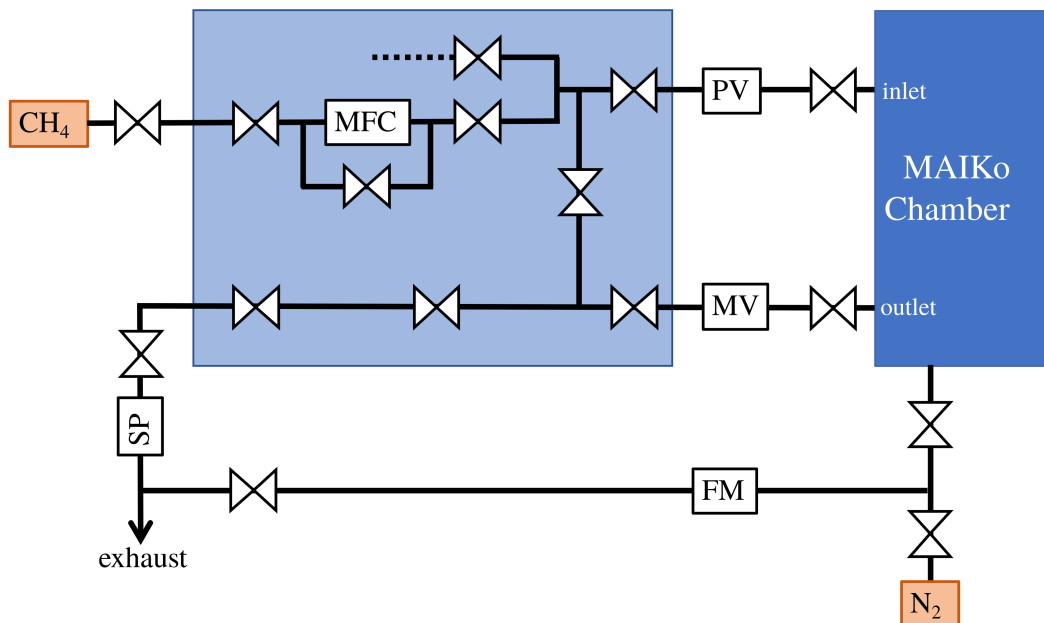 PV
inlet
CH₄
MFC
MAIKo
Chamber
MV
outlet
SP
FM
exhaust
N₂